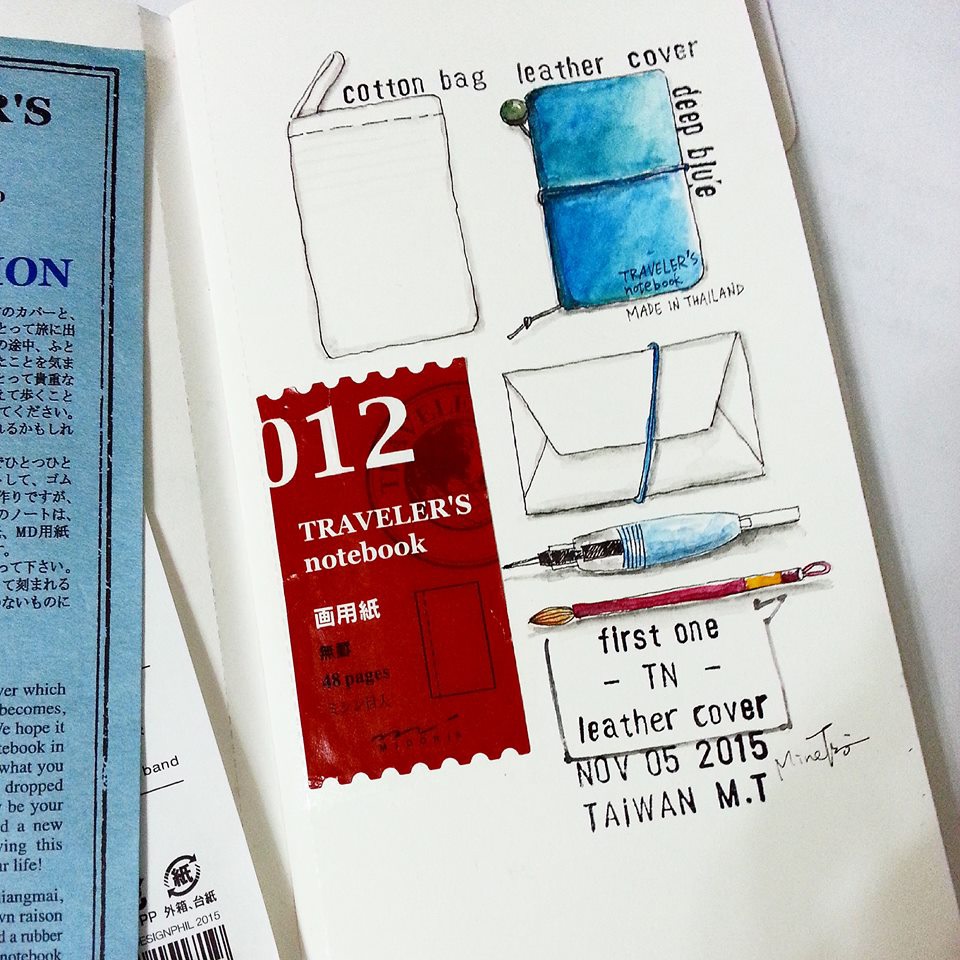 R'S
ION
のカバーと、
とって旅に出
の途中、ふと
たことを気ま
とって貴重な
えて歩くこと
てください。
れるかもしれ
でひとつひと
して、ゴム
作りですが、
のノートは、
MD用紙
って下さい。
て刻まれる
ないものに
ver which
becomes,
We hope it
tebook in
what you
dropped
y be your
d a new
ving this
ur life!
iangmai,
wn raison
d a rubber
notebook
band
紙
PP 外箱、台紙
DESIGNPHIL 2015
cotton bag
leather cover
deep blue
TRAVELER'S
notebook
MADE IN THAILAND
012
TRAVELER'S
notebook
画用紙
無罫
48 pages
MIDORI
first one
- TN -
leather cover
NOV 05 2015
TAiWAN M.T